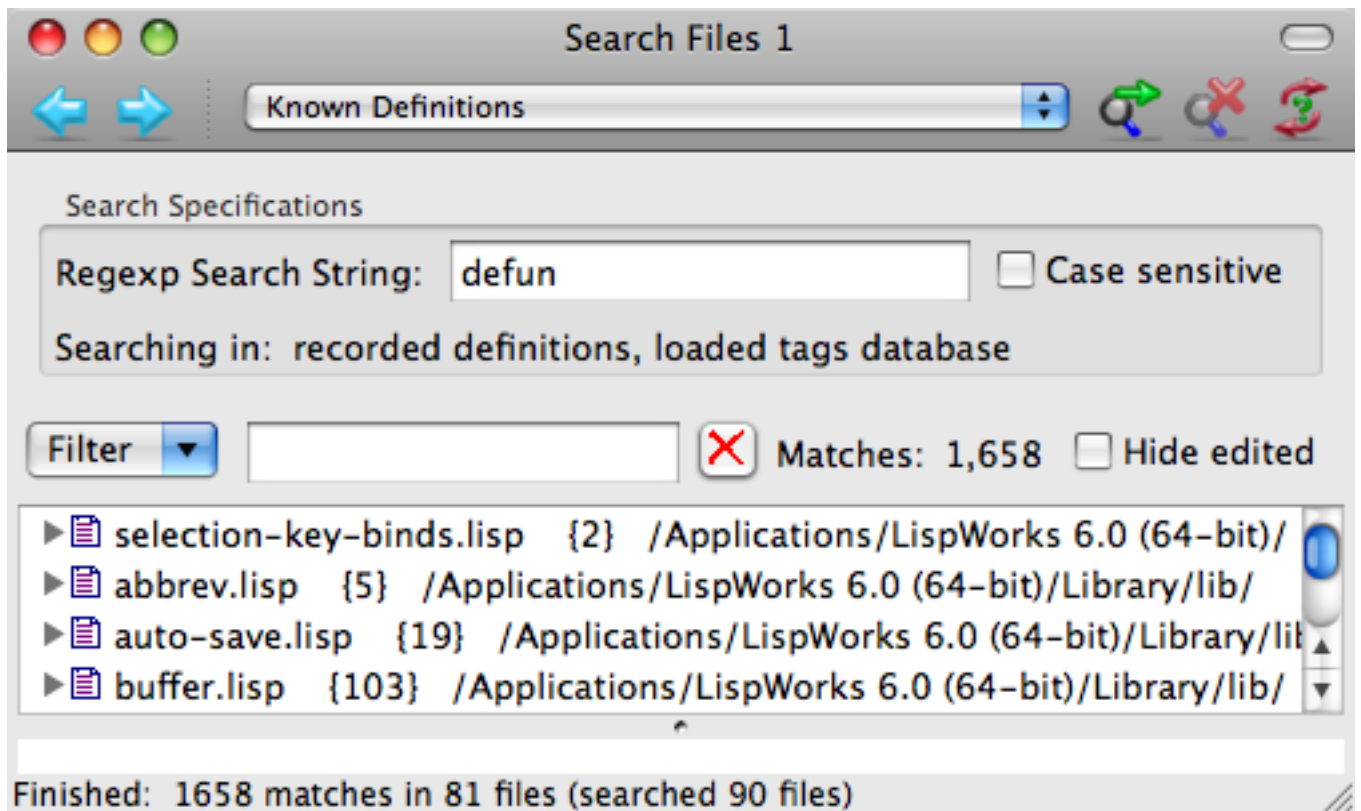 Search Files 1
Known Definitions
Search Specifications
Regexp Search String: defun Case sensitive
Searching in: recorded definitions, loaded tags database
Filter Matches: 1,658 Hide edited
selection-key-binds.lisp {2} /Applications/LispWorks 6.0 (64-bit)/
abbrev.lisp {5} /Applications/LispWorks 6.0 (64-bit)/Library/lib/
auto-save.lisp {19} /Applications/LispWorks 6.0 (64-bit)/Library/lib
buffer.lisp {103} /Applications/LispWorks 6.0 (64-bit)/Library/lib/
Finished: 1658 matches in 81 files (searched 90 files)